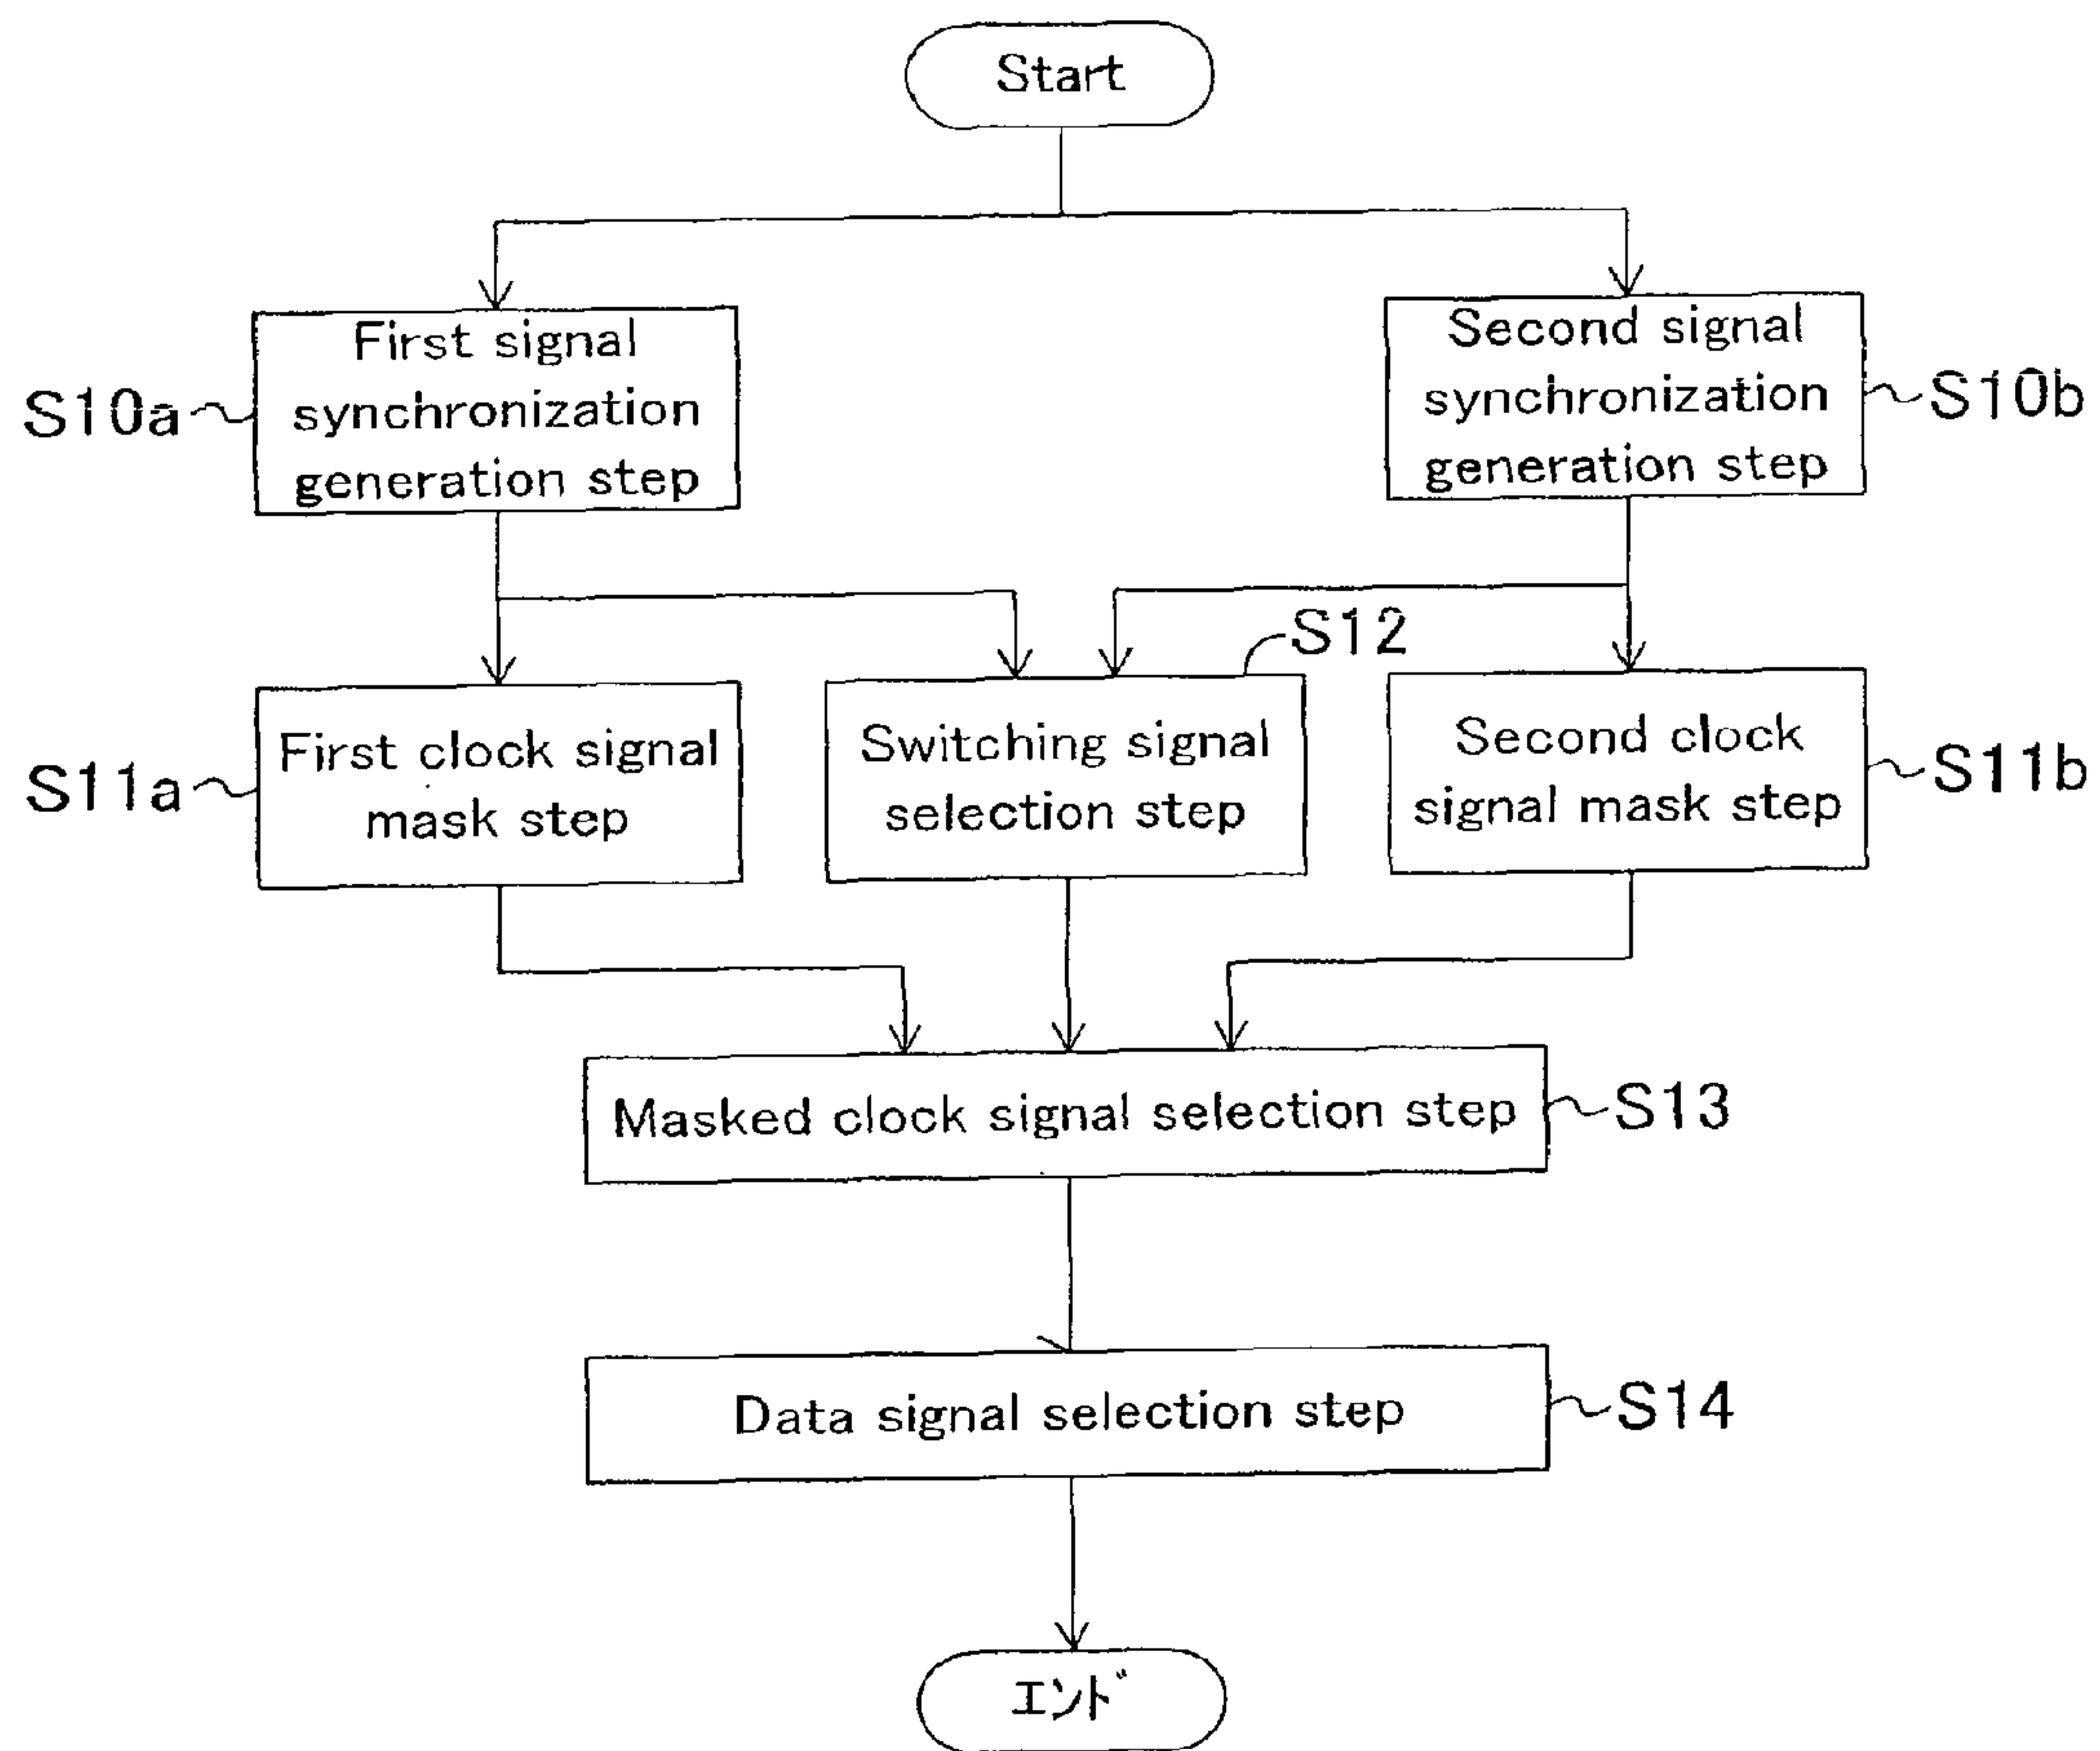 Start
First signal
synchronization
generation step
S10a
Second signal
synchronization
generation step
S10b
S12
First clock signal
mask step
S11a
Switching signal
selection step
Second clock
signal mask step
S11b
Masked clock signal selection step
S13
Data signal selection step
S14
エンド